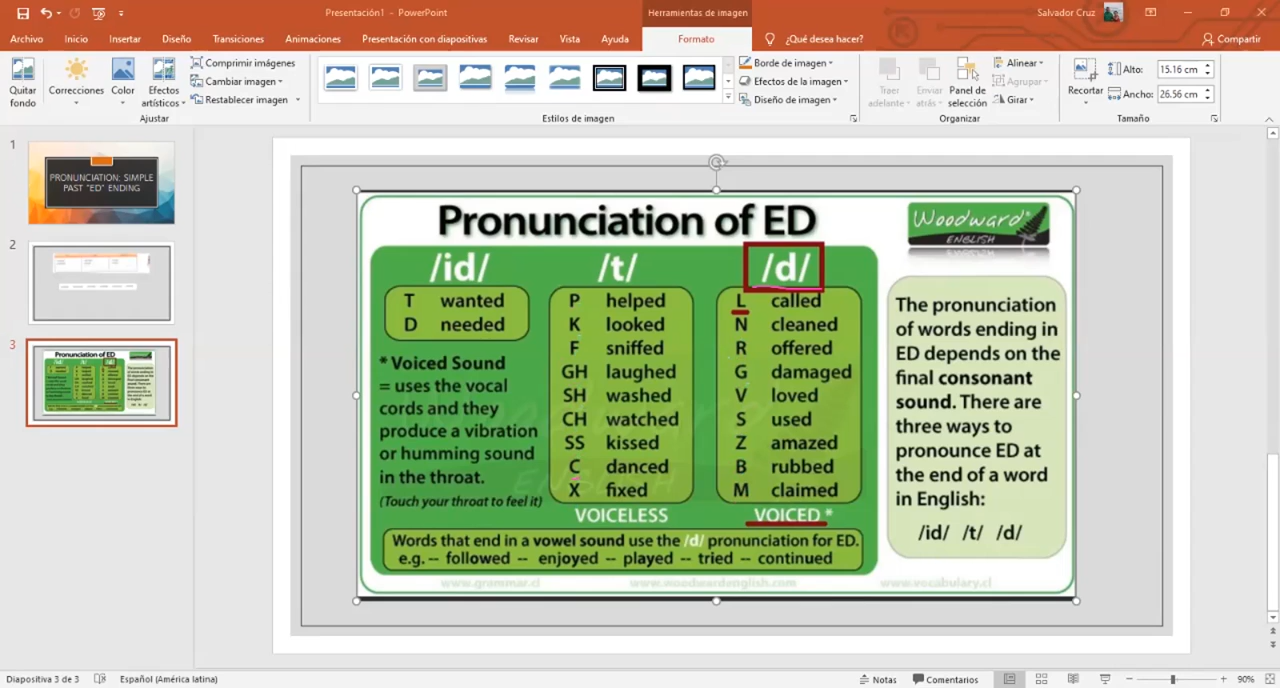 Presentación1 - PowerPoint
Herramientas de imagen
Salvador Cruz
Archivo Inicio Insertar Diseño Transiciones Animaciones Presentación con diapositivas Revisar Vista Ayuda Formato ¿Qué desea hacer? Compartir
Quitar fondo
Correcciones
Color
Efectos artísticos
Comprimir imágenes
Cambiar imagen
Restablecer imagen
Ajustar
Estilos de imagen
Borde de imagen
Efectos de la imagen
Diseño de imagen
Traer adelante
Enviar atrás
Panel de selección
Alinear
Agrupar
Girar
Organizar
Recortar
Alto: 15.16 cm
Ancho: 26.56 cm
Tamaño
1
PRONUNCIATION: SIMPLE
PAST "ED" ENDING
2
3
Pronunciation of ED
Woodward®
ENGLISH
/id/ /t/ /d/
T wanted
D needed
* Voiced Sound
= uses the vocal
cords and they
produce a vibration
or humming sound
in the throat.
(Touch your throat to feel it)
P helped
K looked
F sniffed
GH laughed
SH washed
CH watched
SS kissed
C danced
X fixed
VOICELESS
L called
N cleaned
R offered
G damaged
V loved
S used
Z amazed
B rubbed
M claimed
VOICED *
Words that end in a vowel sound use the /d/ pronunciation for ED.
e.g. -- followed -- enjoyed -- played -- tried -- continued
The pronunciation
of words ending in
ED depends on the
final consonant
sound. There are
three ways to
pronounce ED at
the end of a word
in English:
/id/ /t/ /d/
www.grammar.cl www.woodwardenglish.com www.vocabulary.cl
Diapositiva 3 de 3 Español (América latina) Notas Comentarios 90%